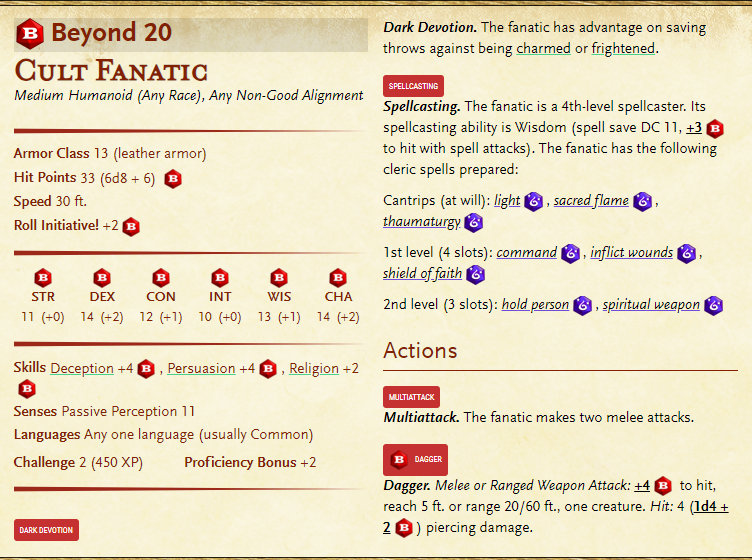 Beyond 20
Cult Fanatic
Medium Humanoid (Any Race), Any Non-Good Alignment
Armor Class 13 (leather armor)
Hit Points 33 (6d8 + 6)
Speed 30 ft.
Roll Initiative! +2
STR DEX CON INT WIS CHA
11 (+0) 14 (+2) 12 (+1) 10 (+0) 13 (+1) 14 (+2)
Skills Deception +4 , Persuasion +4 , Religion +2
Senses Passive Perception 11
Languages Any one language (usually Common)
Challenge 2 (450 XP) Proficiency Bonus +2
DARK DEVOTION
Dark Devotion. The fanatic has advantage on saving
throws against being charmed or frightened.
SPELLCASTING
Spellcasting. The fanatic is a 4th-level spellcaster. Its
spellcasting ability is Wisdom (spell save DC 11, +3
to hit with spell attacks). The fanatic has the following
cleric spells prepared:
Cantrips (at will): light , sacred flame ,
thaumaturgy
1st level (4 slots): command , inflict wounds ,
shield of faith
2nd level (3 slots): hold person , spiritual weapon
Actions
MULTIATTACK
Multiattack. The fanatic makes two melee attacks.
DAGGER
Dagger. Melee or Ranged Weapon Attack: +4 to hit,
reach 5 ft. or range 20/60 ft., one creature. Hit: 4 (1d4 +
2 ) piercing damage.